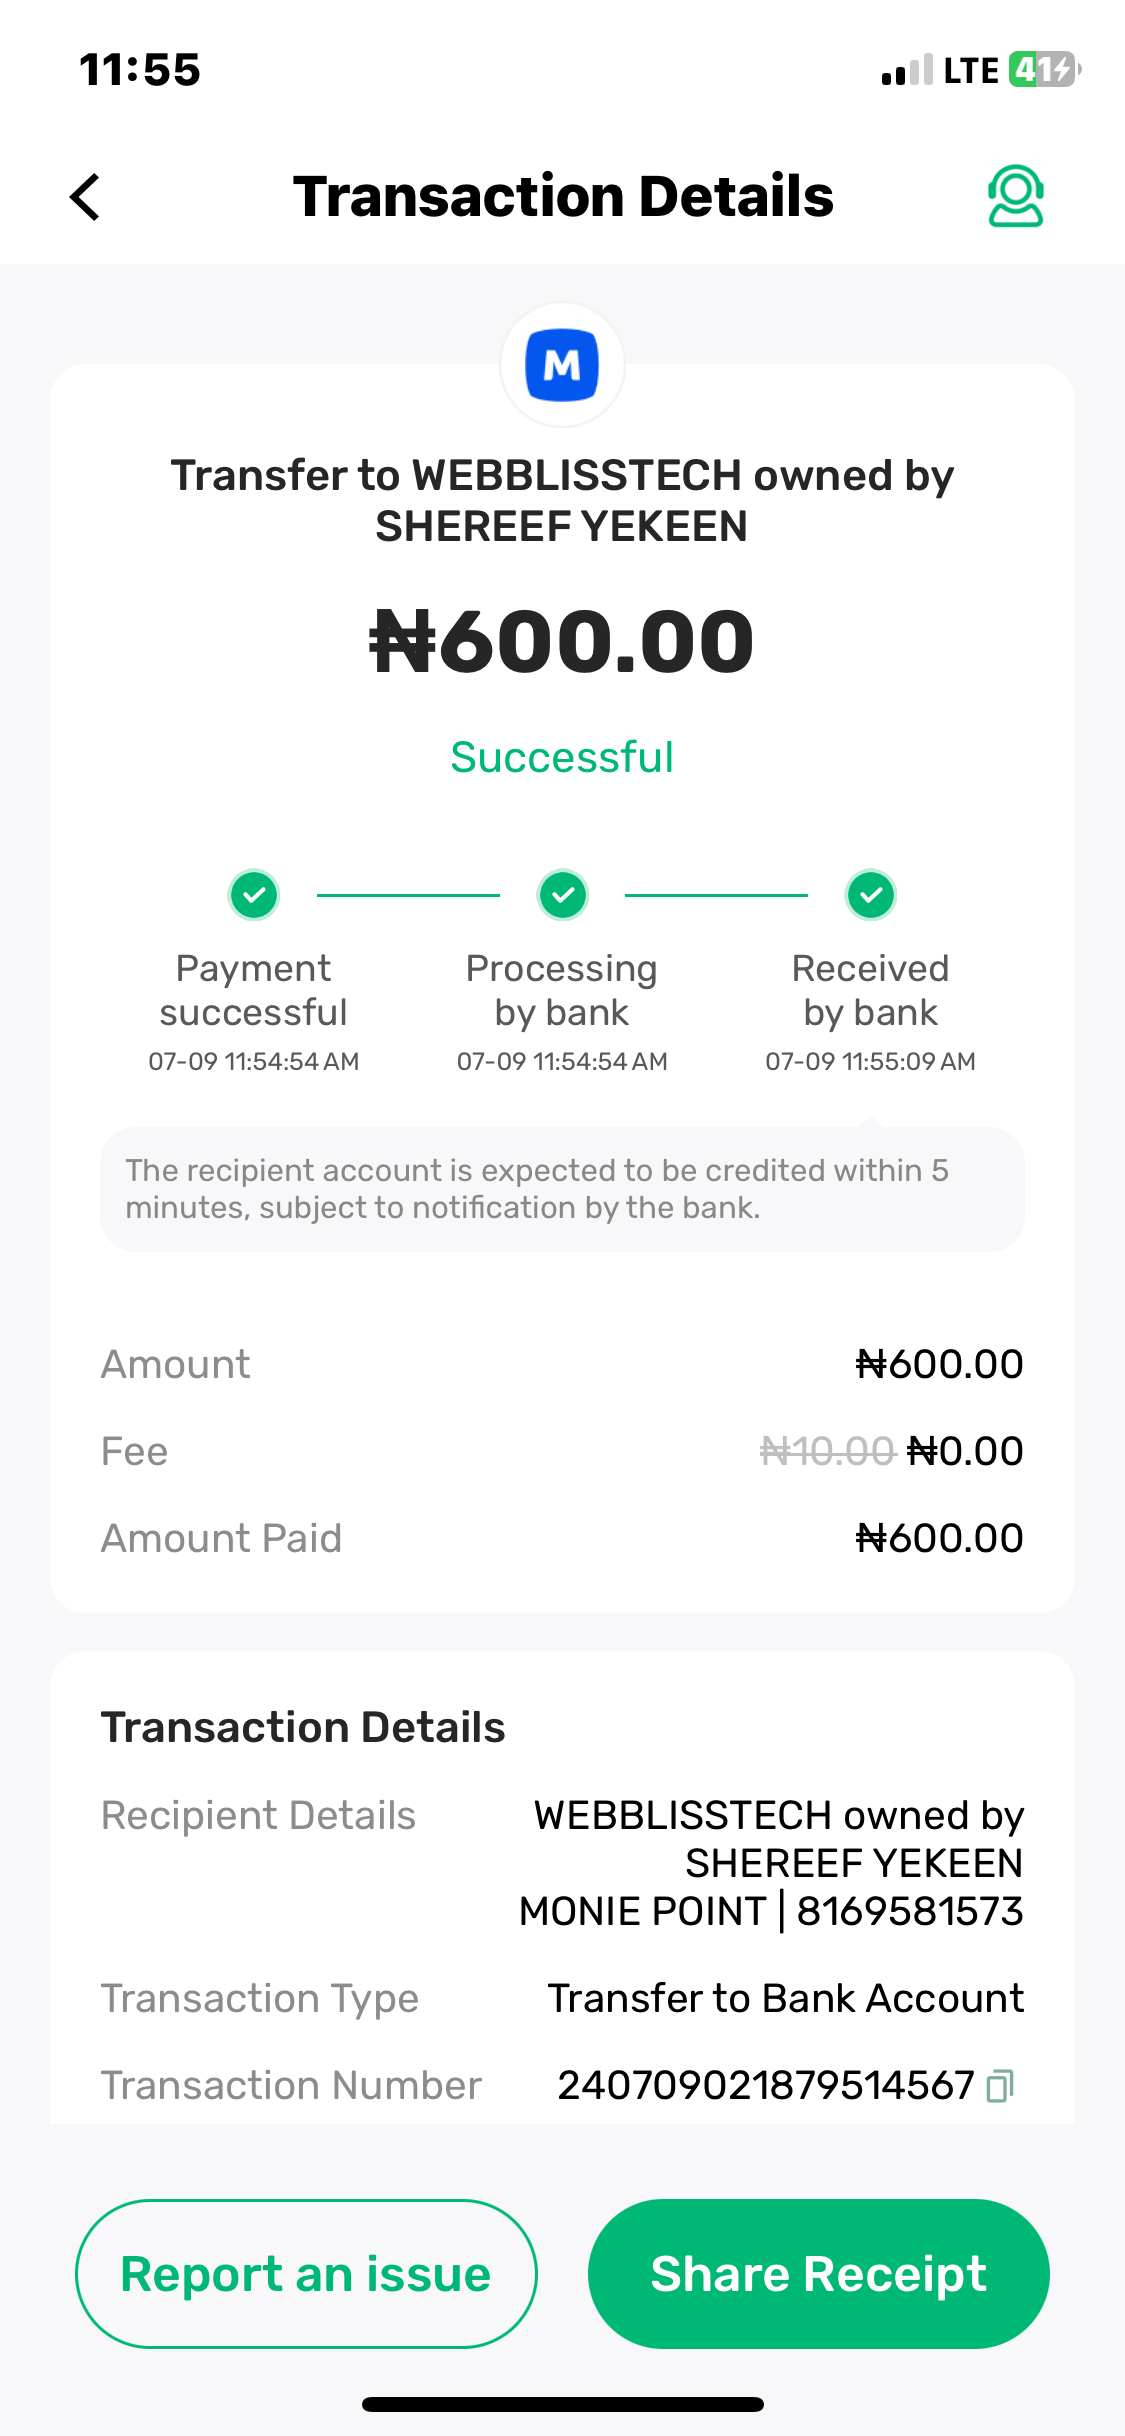 11:55
LTE 41
Transaction Details
M
Transfer to WEBBLISSTECH owned by
SHEREEF YEKEEN
₦600.00
Successful
Payment
successful
07-09 11:54:54 AM
Processing
by bank
07-09 11:54:54 AM
Received
by bank
07-09 11:55:09 AM
The recipient account is expected to be credited within 5
minutes, subject to notification by the bank.
Amount ₦600.00
Fee ₦10.00 ₦0.00
Amount Paid ₦600.00
Transaction Details
Recipient Details WEBBLISSTECH owned by
SHEREEF YEKEEN
MONIE POINT | 8169581573
Transaction Type Transfer to Bank Account
Transaction Number 240709021879514567
Report an issue
Share Receipt